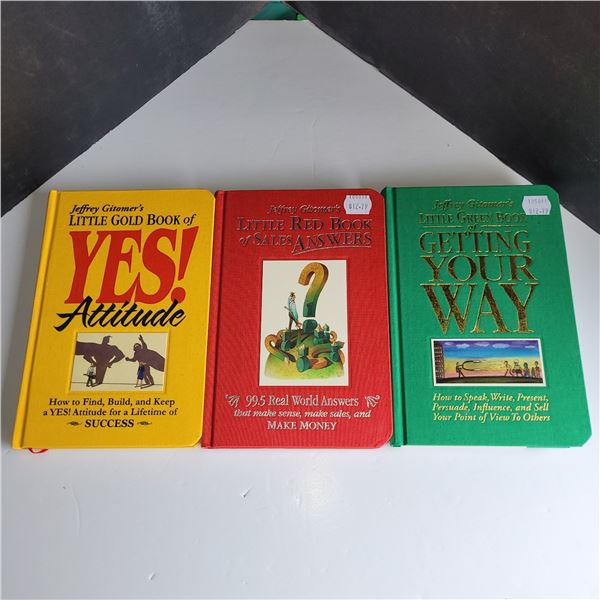 Jeffrey Gitomer's
LITTLE GOLD BOOK of
YES!
Attitude
How to Find, Build, and Keep
a YES! Attitude for a Lifetime of
SUCCESS
Jeffrey Gitomer's
LITTLE RED BOOK
of SALES ANSWERS
99.5 Real World Answers
that make sense, make sales, and
MAKE MONEY
$12.99
Jeffrey Gitomer's
LITTLE GREEN BOOK
of
GETTING
YOUR
WAY
How to Speak, Write, Present,
Persuade, Influence, and Sell
Your Point of View To Others